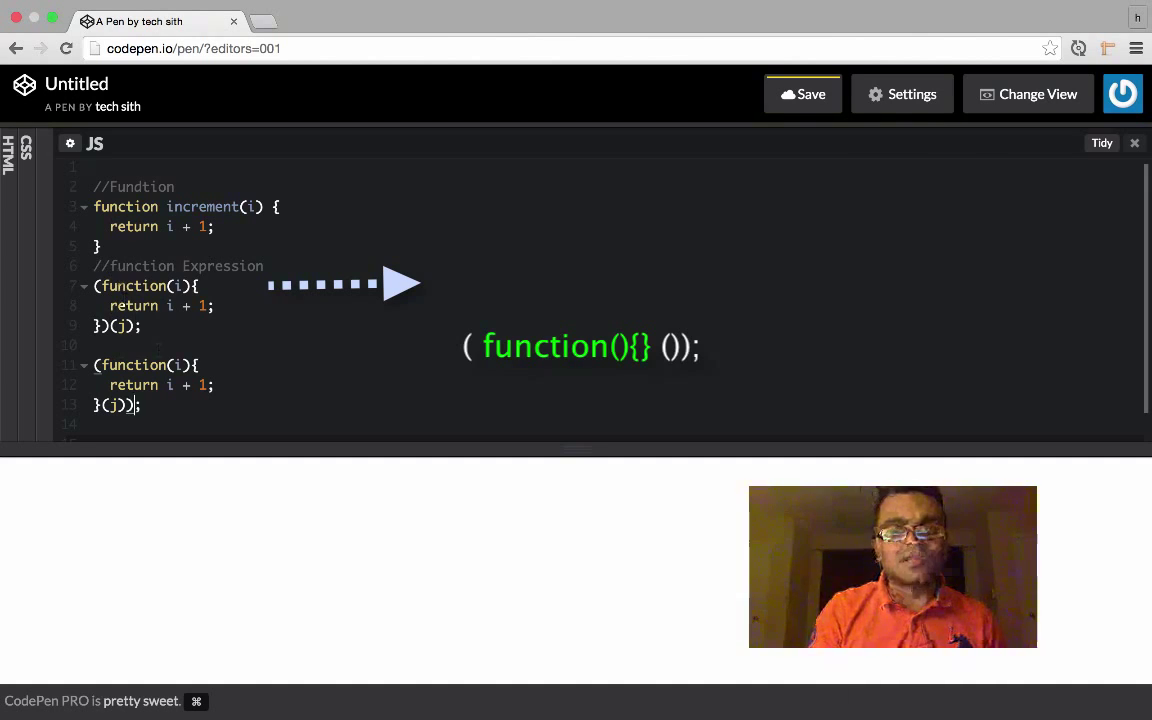 A Pen by tech sith
h
codepen.io/pen/?editors=001
Untitled
A PEN BY tech sith
Save
Settings
Change View
HTML
CSS
JS
Tidy
1
2 //Fundtion
3 function increment(i) {
4 return i + 1;
5 }
6 //function Expression
7 (function(i){
8 return i + 1;
9 })(j);
10
11 (function(i){
12 return i + 1;
13 }(j));
14
( function(){} ());
CodePen PRO is pretty sweet. ⌘